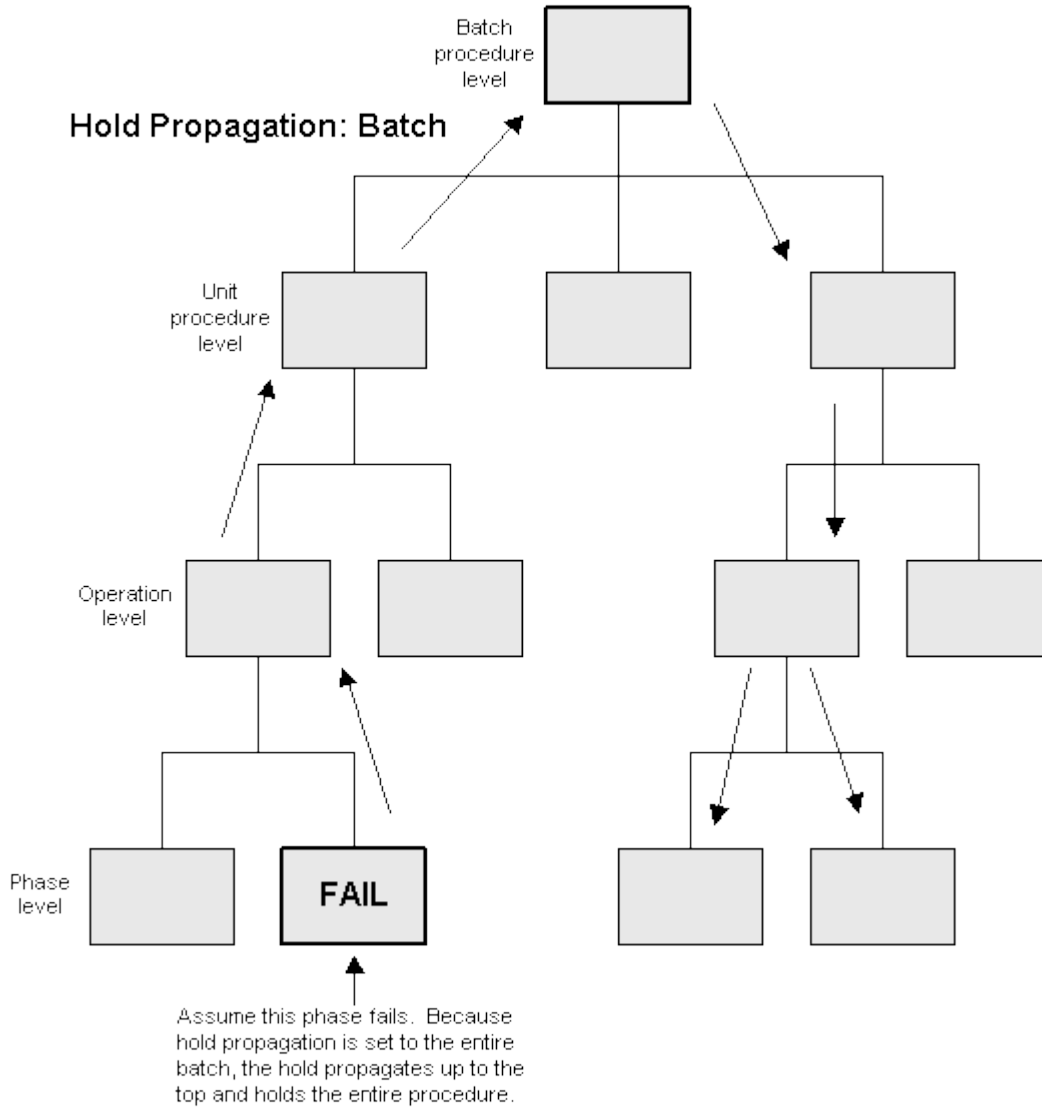 Batch
procedure
level
Hold Propagation: Batch
Unit
procedure
level
Operation
level
Phase
level
FAIL
Assume this phase fails. Because
hold propagation is set to the entire
batch, the hold propagates up to the
top and holds the entire procedure.